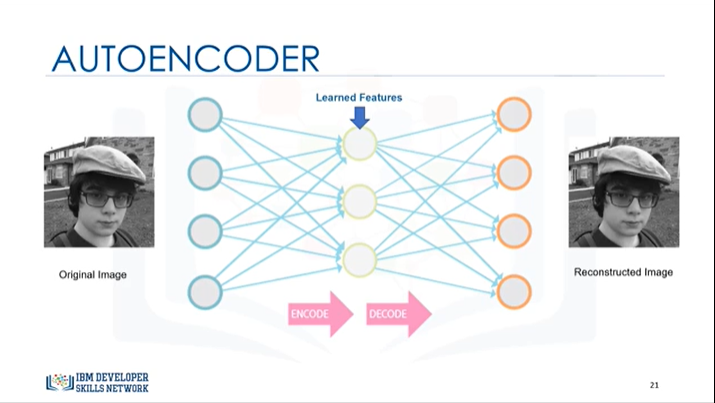 AUTOENCODER
Learned Features
Original Image
Reconstructed Image
ENCODE
DECODE
IBM DEVELOPER
SKILLS NETWORK
21